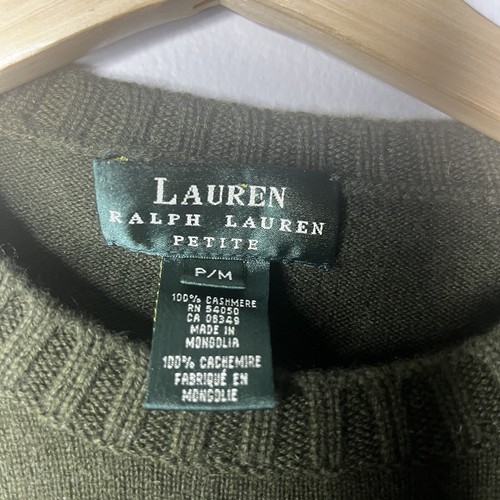 LAUREN
RALPH LAUREN
PETITE
P/M
100% CASHMERE
RN 54050
CA 08349
MADE IN
MONGOLIA
100% CACHEMIRE
FABRIQUÉ EN
MONGOLIE